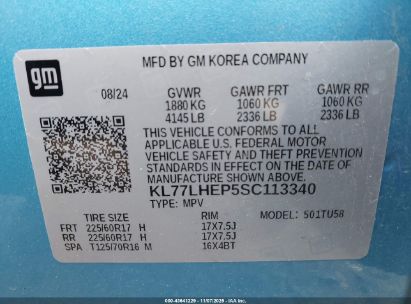 gm
MFD BY GM KOREA COMPANY
08/24 GVWR GAWR FRT GAWR RR
1880 KG 1060 KG 1060 KG
4145 LB 2336 LB 2336 LB
THIS VEHICLE CONFORMS TO ALL
APPLICABLE U.S. FEDERAL MOTOR
VEHICLE SAFETY AND THEFT PREVENTION
STANDARDS IN EFFECT ON THE DATE
OF MANUFACTURE SHOWN ABOVE.
KL77LHEP5SC113340
TYPE: MPV MODEL: 501TU58
TIRE SIZE RIM
FRT 225/60R17 H 17X7.5J
RR 225/60R17 H 17X7.5J
SPA T125/70R16 M 16X4BT